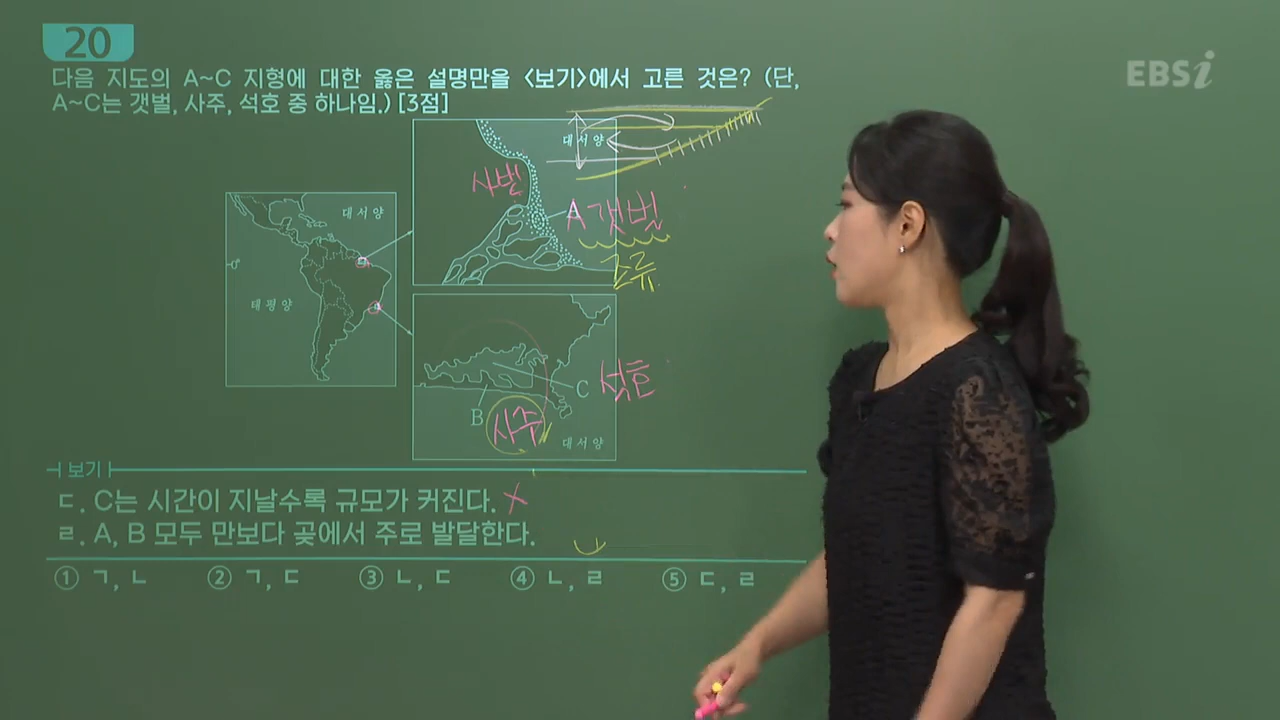 20
EBSi
다음 지도의 A~C 지형에 대한 옳은 설명만을 <보기>에서 고른 것은? (단,
A~C는 갯벌, 사주, 석호 중 하나임.) [3점]
대서양
사빈
A 갯벌
조류
대서양
0°
태평양
C 석호
B
사주
대서양
보기
ㄷ. C는 시간이 지날수록 규모가 커진다. ×
ㄹ. A, B 모두 만보다 곶에서 주로 발달한다.
① ㄱ, ㄴ ② ㄱ, ㄷ ③ ㄴ, ㄷ ④ ㄴ, ㄹ ⑤ ㄷ, ㄹ